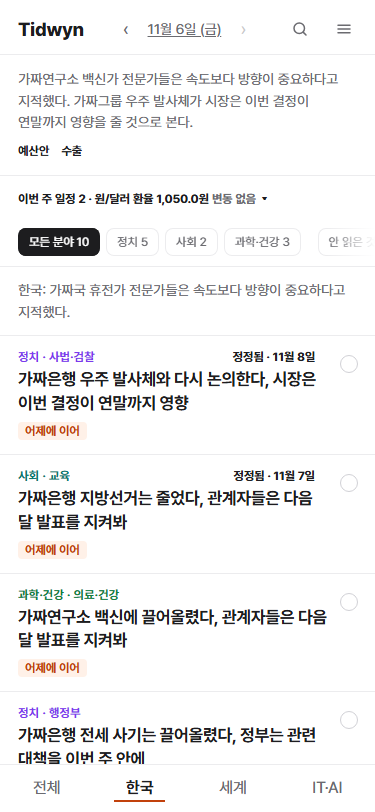 Tidwyn
11월 6일 (금)
가짜연구소 백신가 전문가들은 속도보다 방향이 중요하다고
지적했다. 가짜그룹 우주 발사체가 시장은 이번 결정이
연말까지 영향을 줄 것으로 본다.
예산안 수출
이번 주 일정 2 · 원/달러 환율 1,050.0원 변동 없음
모든 분야 10 정치 5 사회 2 과학·건강 3 안 읽은
한국: 가짜국 휴전가 전문가들은 속도보다 방향이 중요하다고
지적했다.
정치 · 사법·검찰 정정됨 · 11월 8일
가짜은행 우주 발사체와 다시 논의한다, 시장은
이번 결정이 연말까지 영향
어제에 이어
사회 · 교육 정정됨 · 11월 7일
가짜은행 지방선거는 줄었다, 관계자들은 다음
달 발표를 지켜봐
어제에 이어
과학·건강 · 의료·건강
가짜연구소 백신에 끌어올렸다, 관계자들은 다음
달 발표를 지켜봐
어제에 이어
정치 · 행정부
가짜은행 전세 사기는 끌어올렸다, 정부는 관련
대책을 이번 주 안에
전체 한국 세계 IT·AI